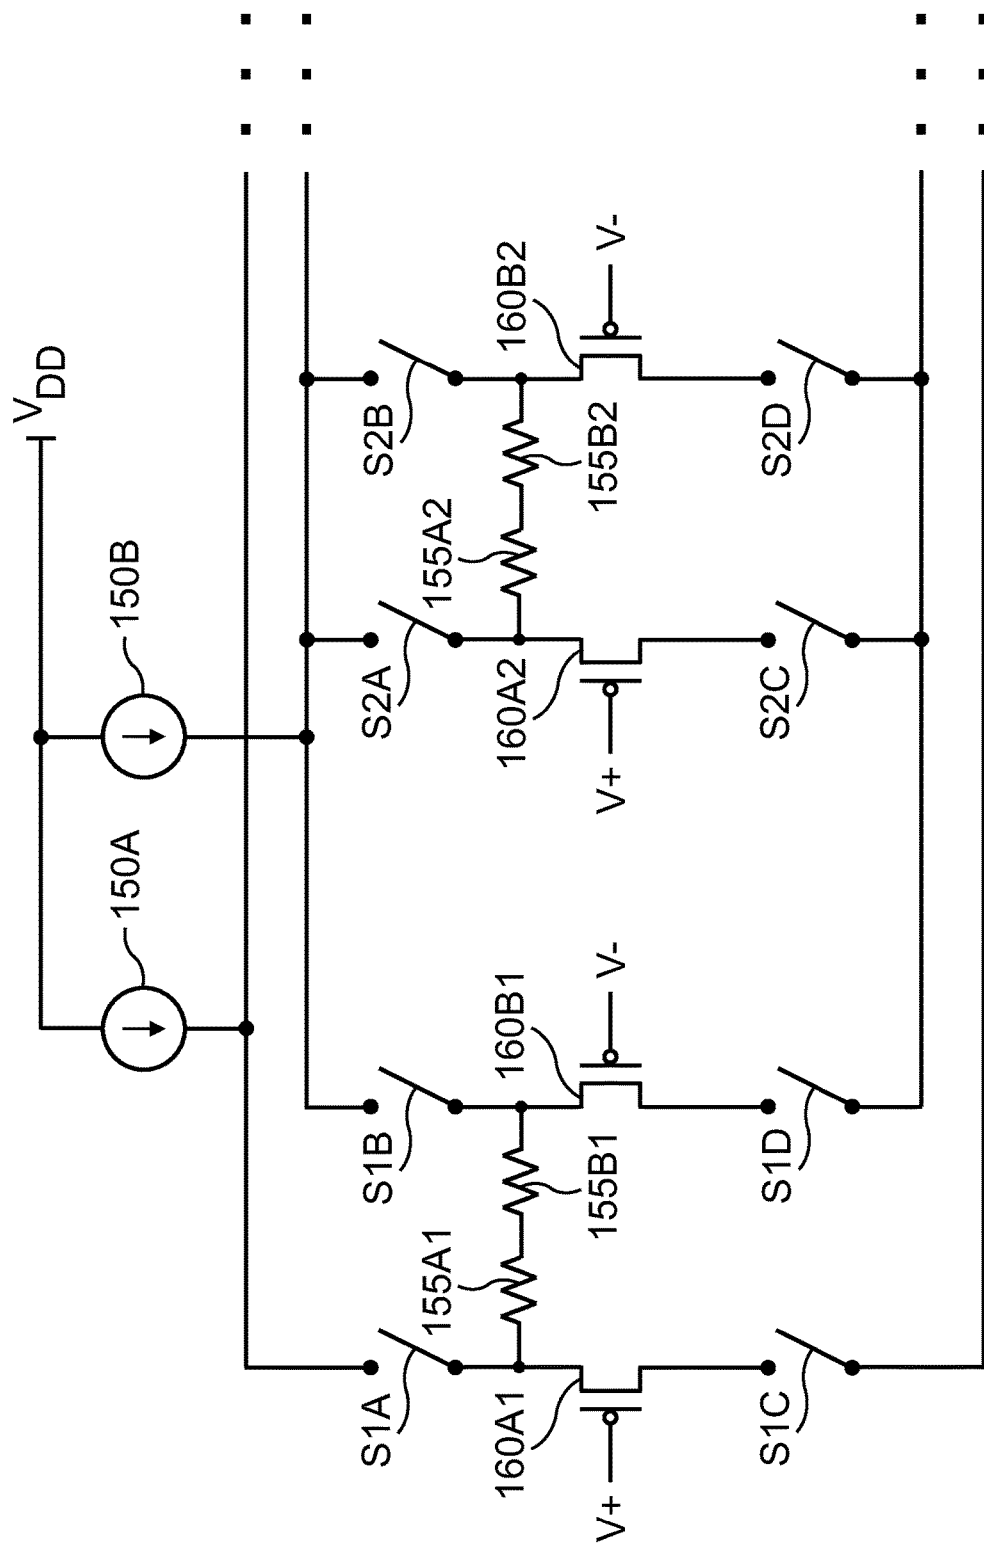 V DD
150A
150B
S1A
S1B
S2A
S2B
155A1
155B1
155A2
155B2
160A1
160B1
160A2
160B2
V+
V-
V+
V-
S1C
S1D
S2C
S2D